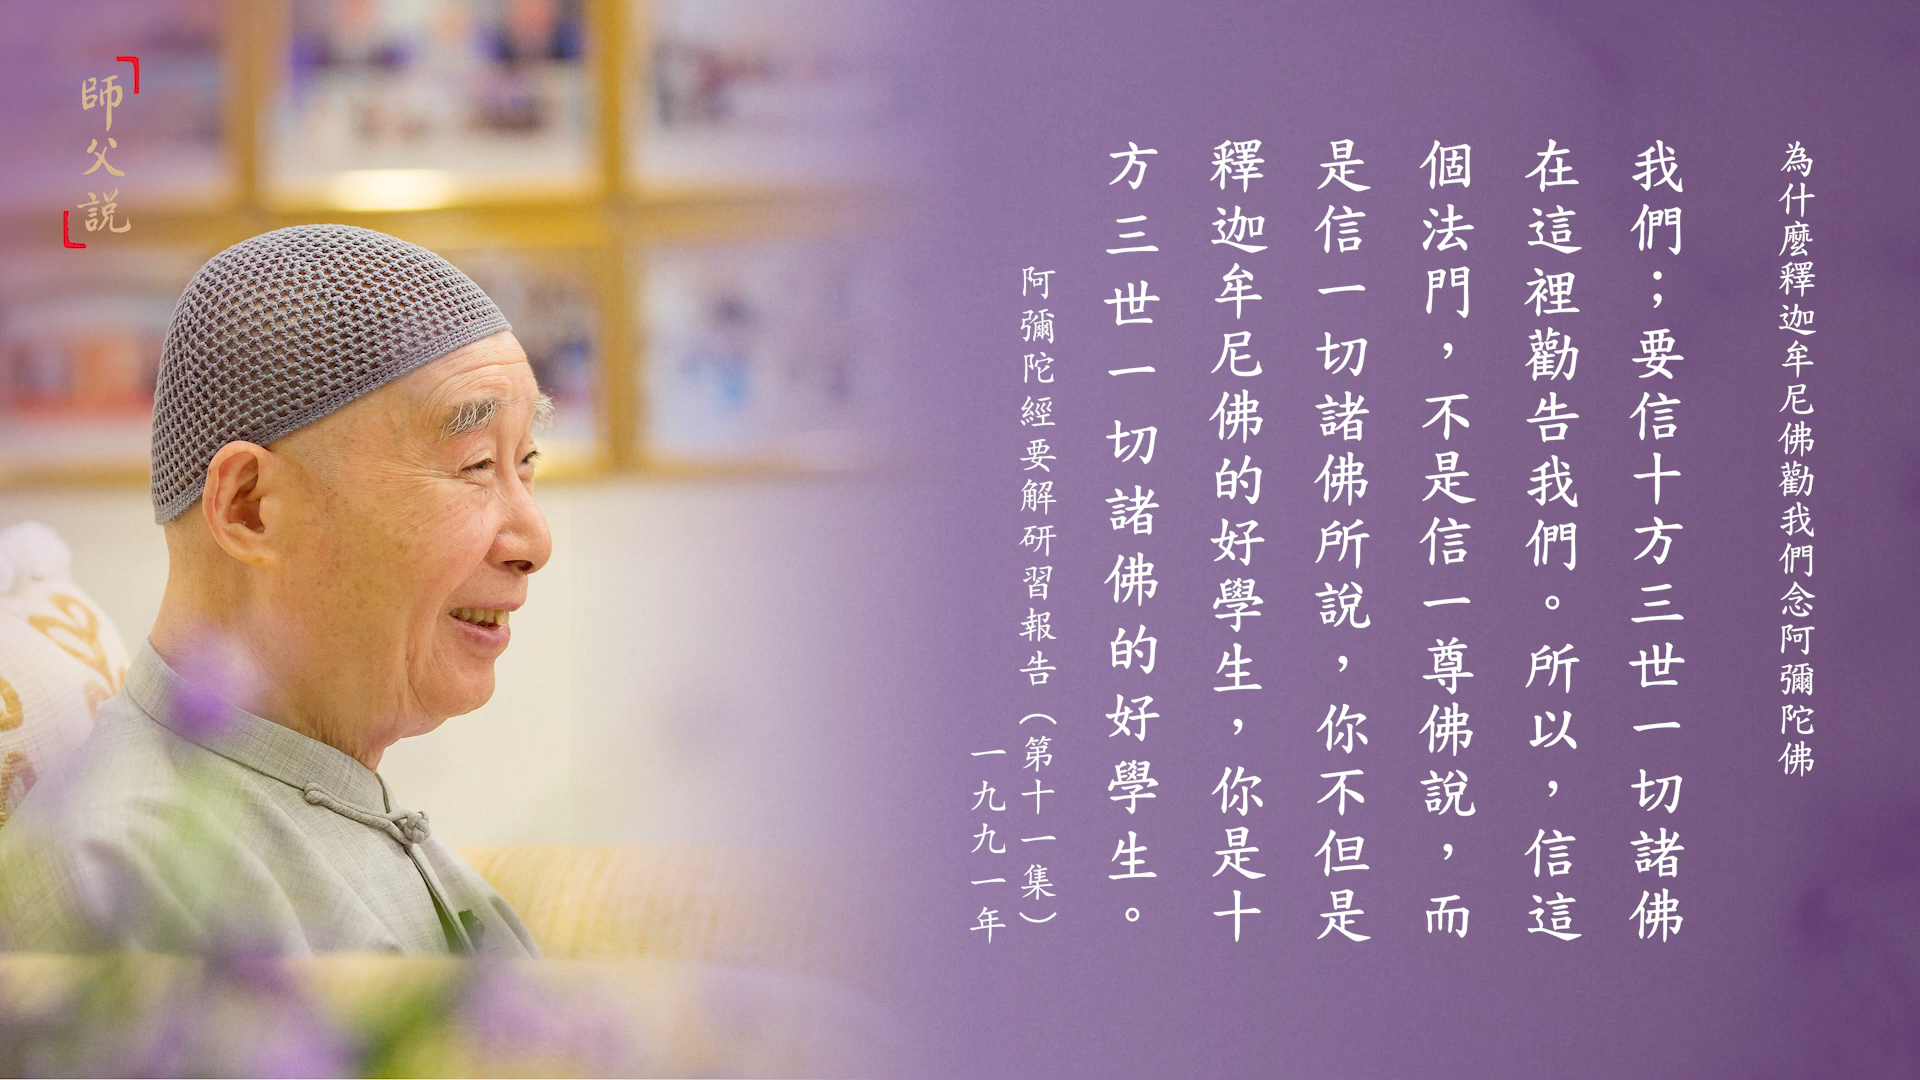 師父說
為什麼釋迦牟尼佛勸我們念阿彌陀佛
我們；要信十方三世一切諸佛
在這裡勸告我們。所以，信這
個法門，不是信一尊佛說，而
是信一切諸佛所說，你不但是
釋迦牟尼佛的好學生，你是十
方三世一切諸佛的好學生。
阿彌陀經要解研習報告（第十一集）
一九九一年